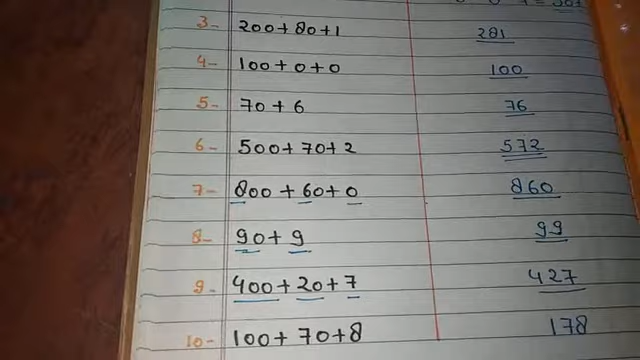 3- 200+80+1 281
4- 100+0+0 100
5- 70+6 76
6- 500+70+2 572
7- 800+60+0 860
8- 90+9 99
9- 400+20+7 427
10- 100+70+8 178